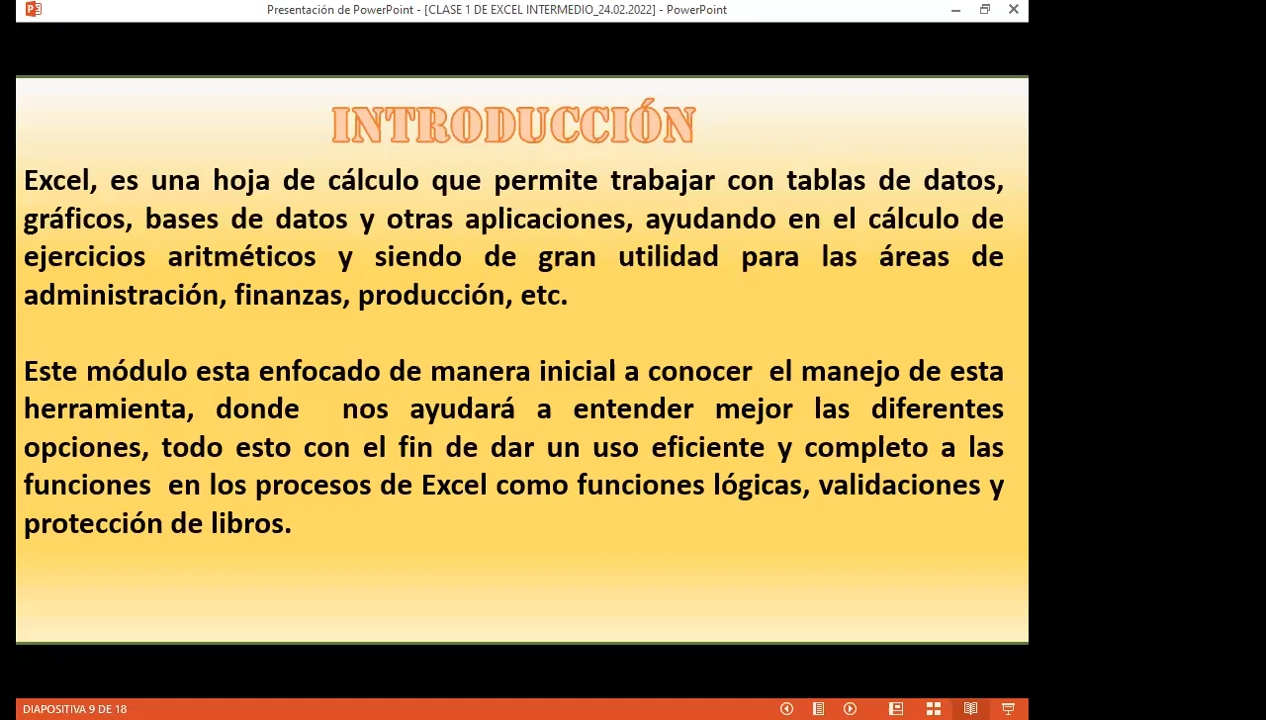 Presentación de PowerPoint - [CLASE 1 DE EXCEL INTERMEDIO_24.02.2022] - PowerPoint
INTRODUCCIÓN
Excel, es una hoja de cálculo que permite trabajar con tablas de datos,
gráficos, bases de datos y otras aplicaciones, ayudando en el cálculo de
ejercicios aritméticos y siendo de gran utilidad para las áreas de
administración, finanzas, producción, etc.
Este módulo esta enfocado de manera inicial a conocer el manejo de esta
herramienta, donde nos ayudará a entender mejor las diferentes
opciones, todo esto con el fin de dar un uso eficiente y completo a las
funciones en los procesos de Excel como funciones lógicas, validaciones y
protección de libros.
DIAPOSITIVA 9 DE 18